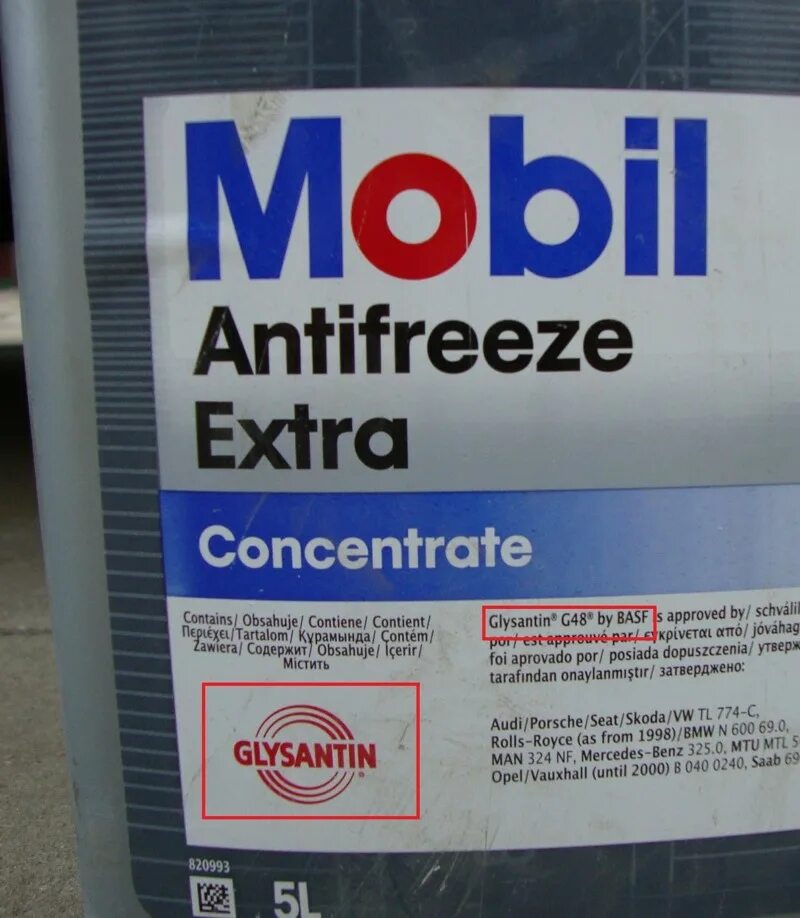 Mobil
Antifreeze
Extra
Concentrate
Contains/ Obsahuje/ Contiene/ Contient/
Περιέχει/Tartalom/ Құрамында/ Contém/
Zawiera/ Содержит/ Obsahuje/ İçerir/
Містить
GLYSANTIN®
Glysantin® G48® by BASF is approved by/ schválil
por/ est approuvé par/ εγκρίνεται από/ jóváhag
foi aprovado por/ posiada dopuszczenia/ утверж
tarafından onaylanmıştır/ затверджено:
Audi/Porsche/Seat/Skoda/VW TL 774-C,
Rolls-Royce (as from 1998)/BMW N 600 69.0,
MAN 324 NF, Mercedes-Benz 325.0, MTU MTL 5
Opel/Vauxhall (until 2000) B 040 0240, Saab 69
820993
5L